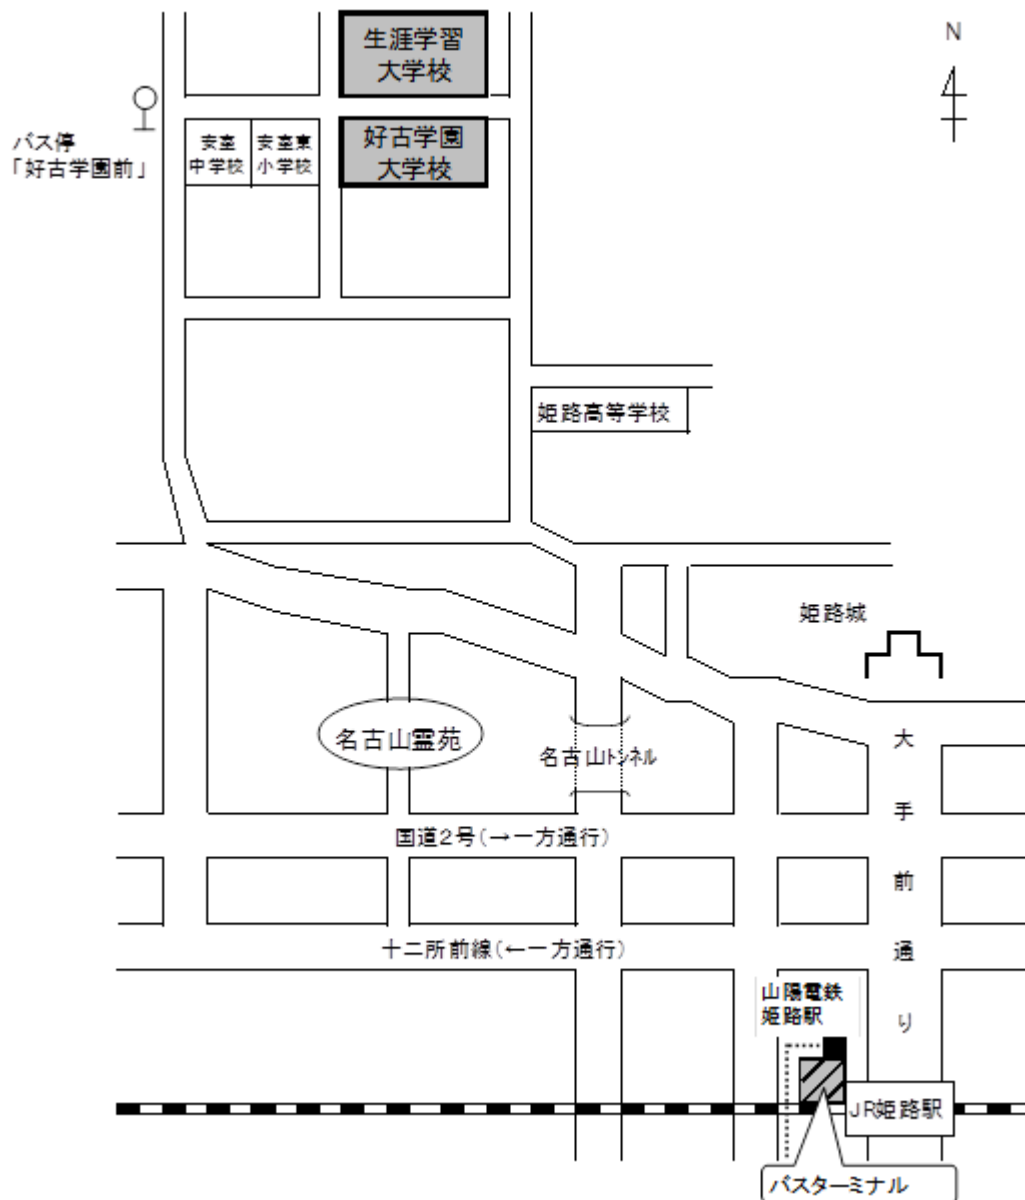 生涯学習
大学校
N
バス停
「好古学園前」
安室
中学校
安室東
小学校
好古学園
大学校
姫路高等学校
姫路城
名古山霊苑
名古山トンネル
大手前通り
国道2号(→一方通行)
十二所前線(←一方通行)
山陽電鉄
姫路駅
JR姫路駅
バスターミナル